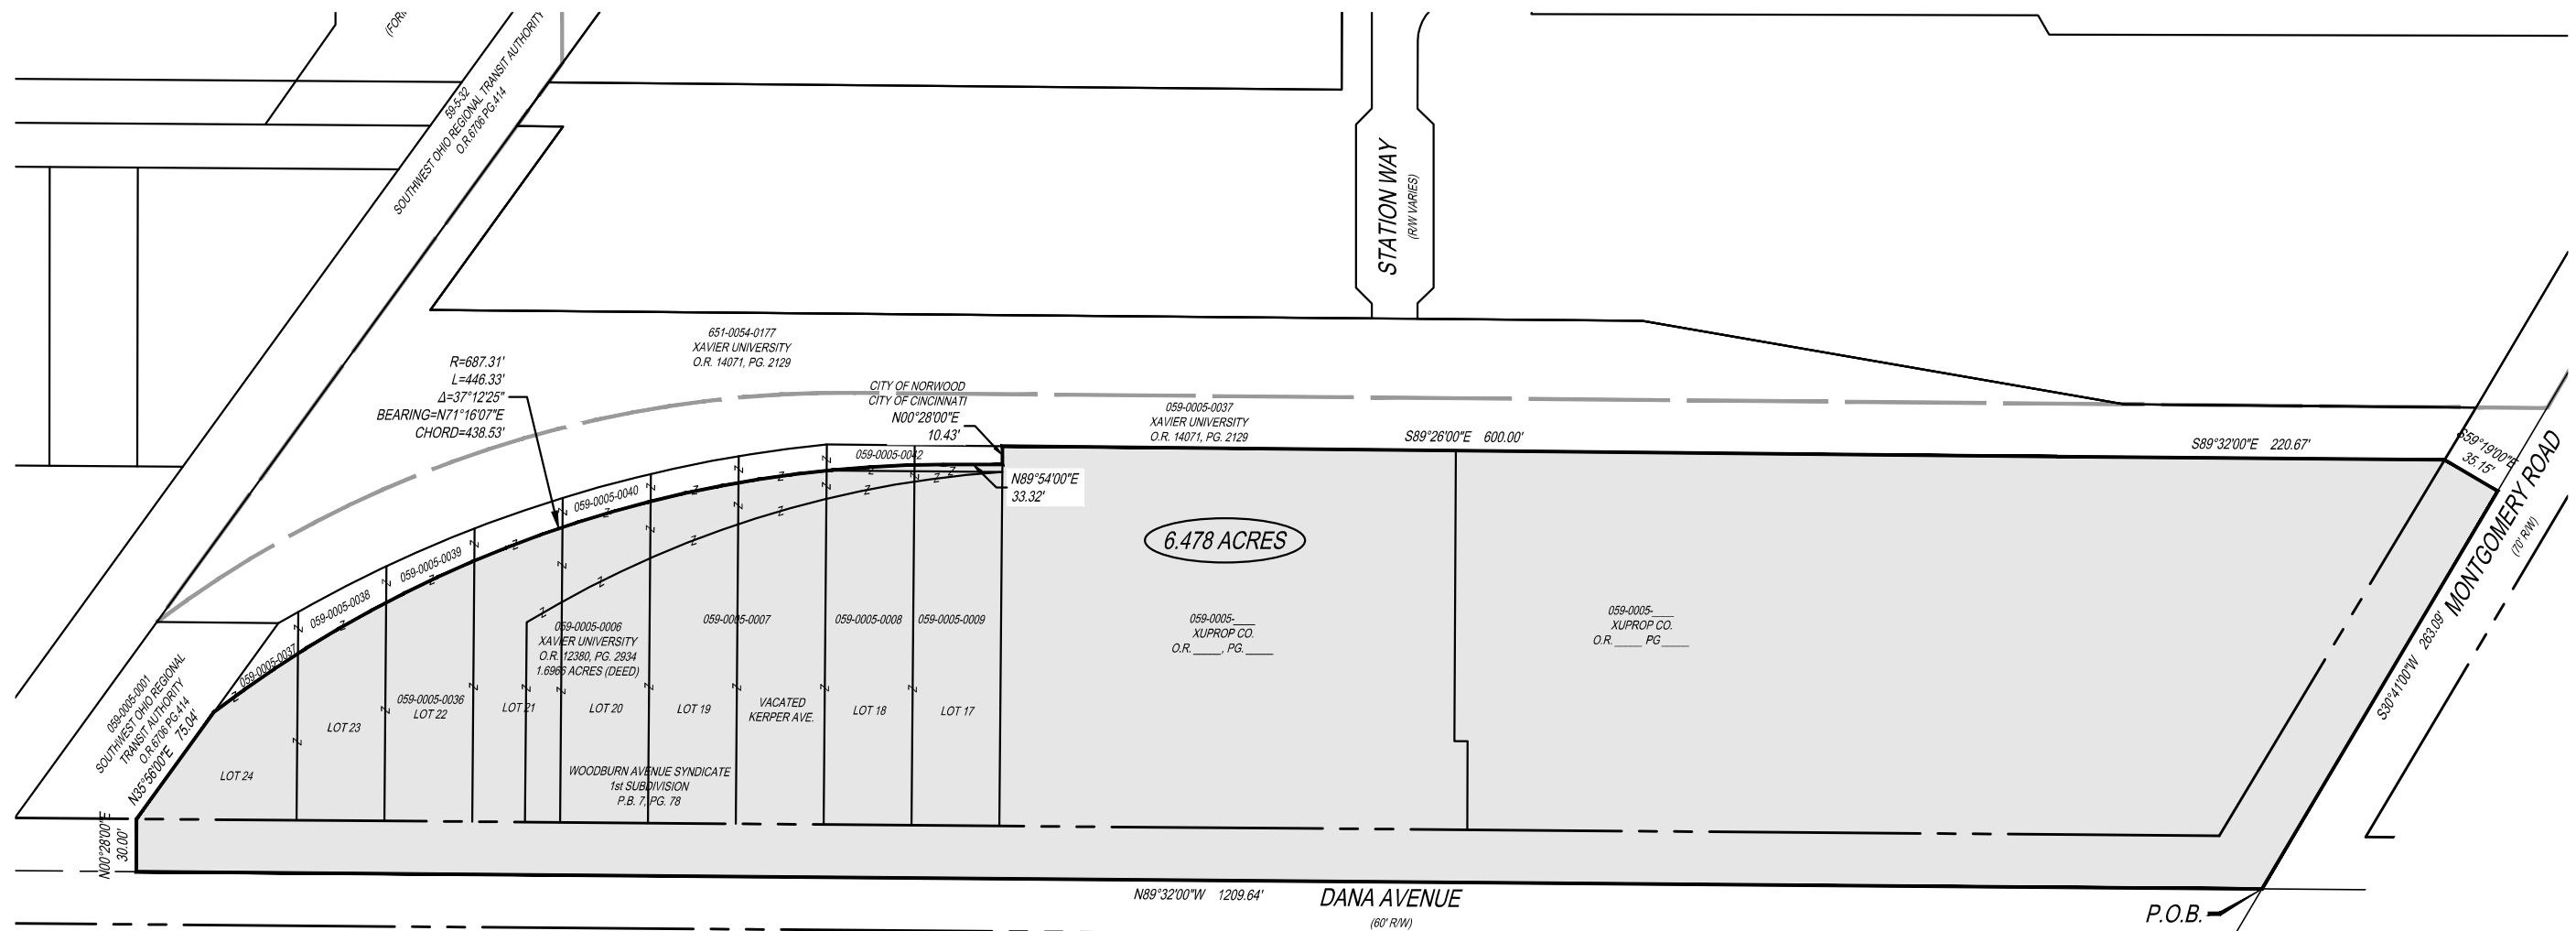 (FOR
59-5-32
SOUTHWEST OHIO REGIONAL TRANSIT AUTHORITY
O.R.6706 PG.414
STATION WAY
(R/W VARIES)
651-0054-0177
XAVIER UNIVERSITY
O.R. 14071, PG. 2129
R=687.31'
L=446.33'
Δ=37°12'25"
BEARING=N71°16'07"E
CHORD=438.53'
CITY OF NORWOOD
CITY OF CINCINNATI
N00°28'00"E
10.43'
059-0005-0037
XAVIER UNIVERSITY
O.R. 14071, PG. 2129
S89°26'00"E 600.00'
S89°32'00"E 220.67'
S59°19'00"E
35.15'
MONTGOMERY ROAD
(70' R/W)
S30°41'00"W 263.09'
059-0005-0042
N89°54'00"E
33.32'
059-0005-0040
059-0005-0039
059-0005-0038
059-0005-0037
6.478 ACRES
059-0005-0006
XAVIER UNIVERSITY
O.R. 12380, PG. 2934
1.6966 ACRES (DEED)
059-0005-0007
059-0005-0008
059-0005-0009
059-0005-____
XUPROP CO.
O.R. _____, PG. _____
059-0005-____
XUPROP CO.
O.R. _____ PG _____
059-0005-0001
SOUTHWEST OHIO REGIONAL
TRANSIT AUTHORITY
O.R.6706 PG.414
N35°56'00"E 75.04'
LOT 24
LOT 23
059-0005-0036
LOT 22
LOT 21
LOT 20
LOT 19
VACATED
KERPER AVE.
LOT 18
LOT 17
WOODBURN AVENUE SYNDICATE
1st SUBDIVISION
P.B. 7, PG. 78
N00°28'00"E
30.00'
N89°32'00"W 1209.64'
DANA AVENUE
(60' R/W)
P.O.B.